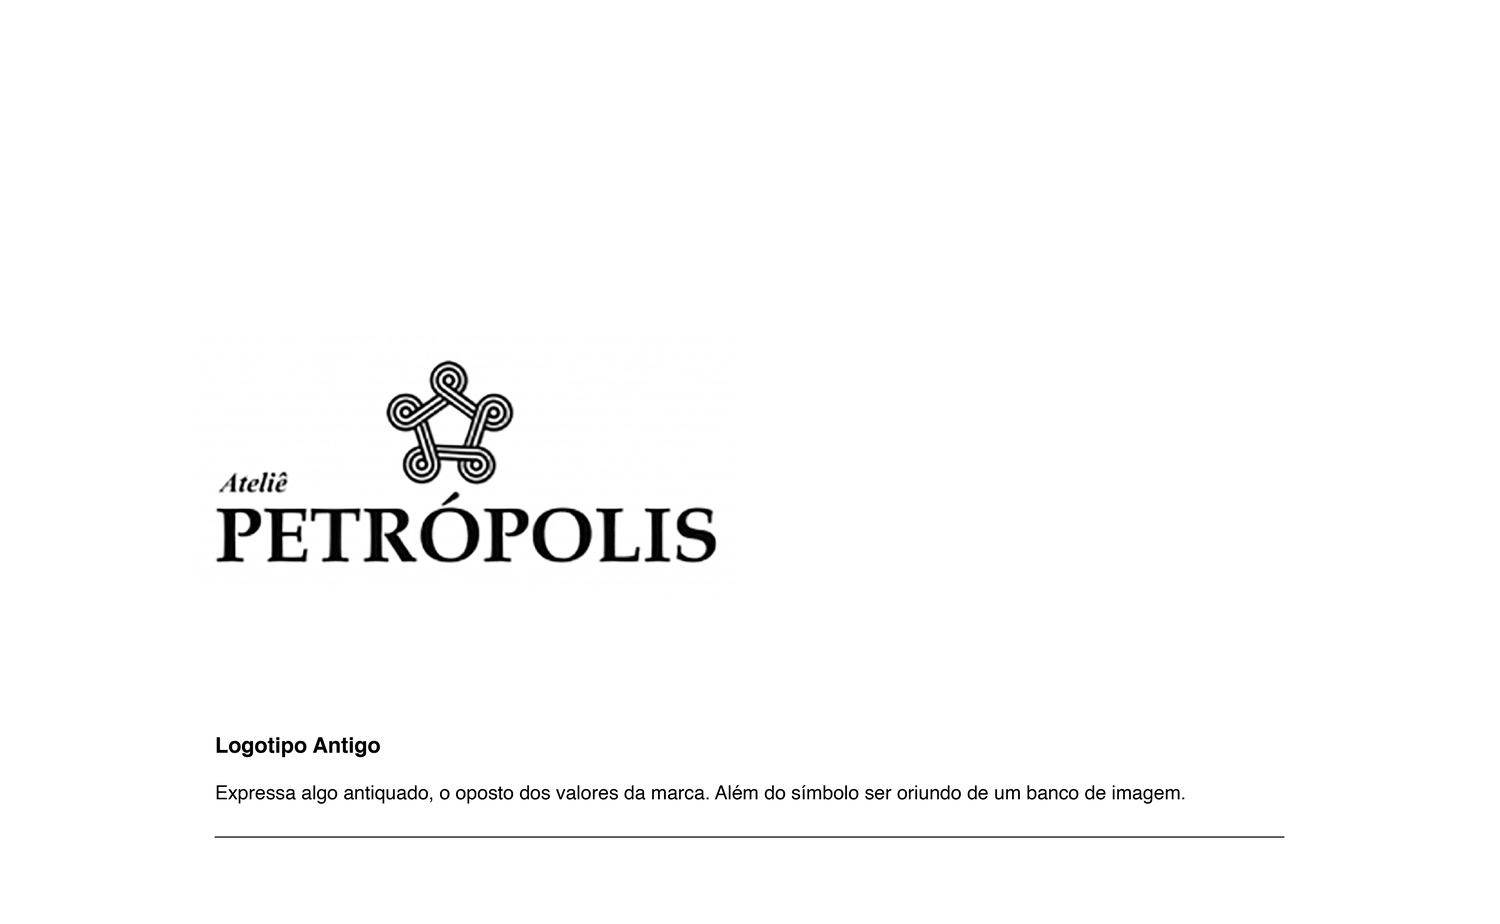 Ateliê
PETRÓPOLIS
Logotipo Antigo
Expressa algo antiquado, o oposto dos valores da marca. Além do símbolo ser oriundo de um banco de imagem.